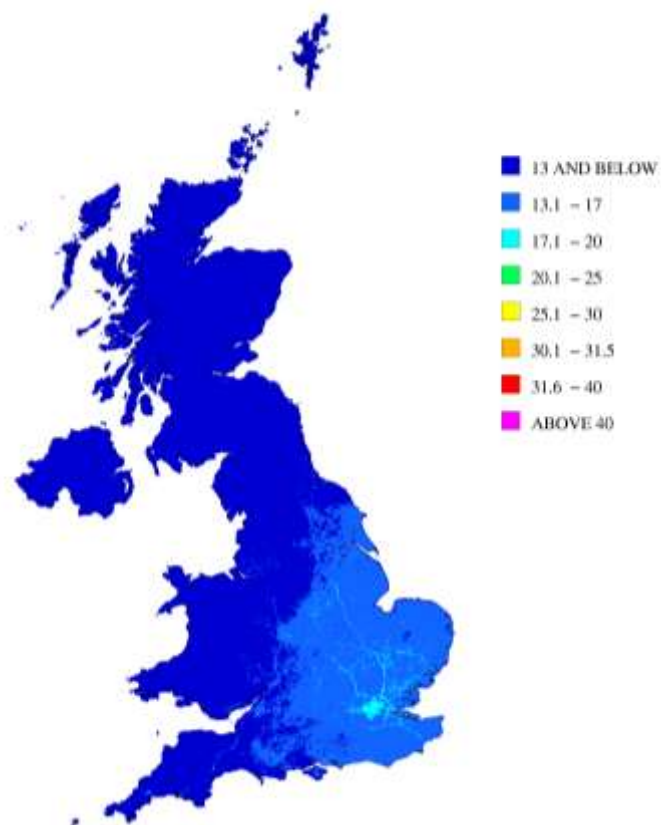 13 AND BELOW
13.1 – 17
17.1 – 20
20.1 – 25
25.1 – 30
30.1 – 31.5
31.6 – 40
ABOVE 40